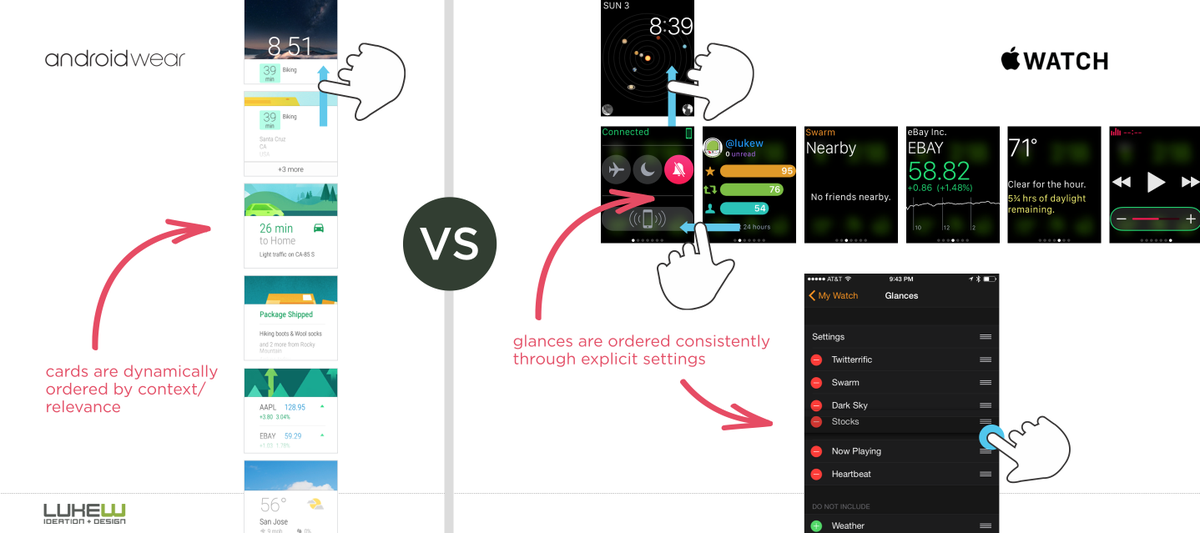 androidwear
8:51
39
min
Biking
39
min
Biking
Santa Cruz
CA
USA
+3 more
26 min
to Home
Light traffic on CA-85 S
Package Shipped
Hiking boots & Wool socks
and 2 more from Rocky
Mountain
AAPL 128.95
+3.80 3.04%
EBAY 59.29
56°
San Jose
cards are dynamically
ordered by context/
relevance
LUKEW
IDEATION + DESIGN
VS
WATCH
SUN 3
8:39
Connected
@lukew
0 unread
95
76
54
24 hours
Swarm
Nearby
No friends nearby.
eBay Inc.
EBAY
58.82
+0.86 (+1.48%)
10 12 2
71°
Clear for the hour.
5¾ hrs of daylight
remaining.
--:--
glances are ordered consistently
through explicit settings
AT&T 9:43 PM
My Watch Glances
Settings
Twitterrific
Swarm
Dark Sky
Stocks
Now Playing
Heartbeat
DO NOT INCLUDE
Weather